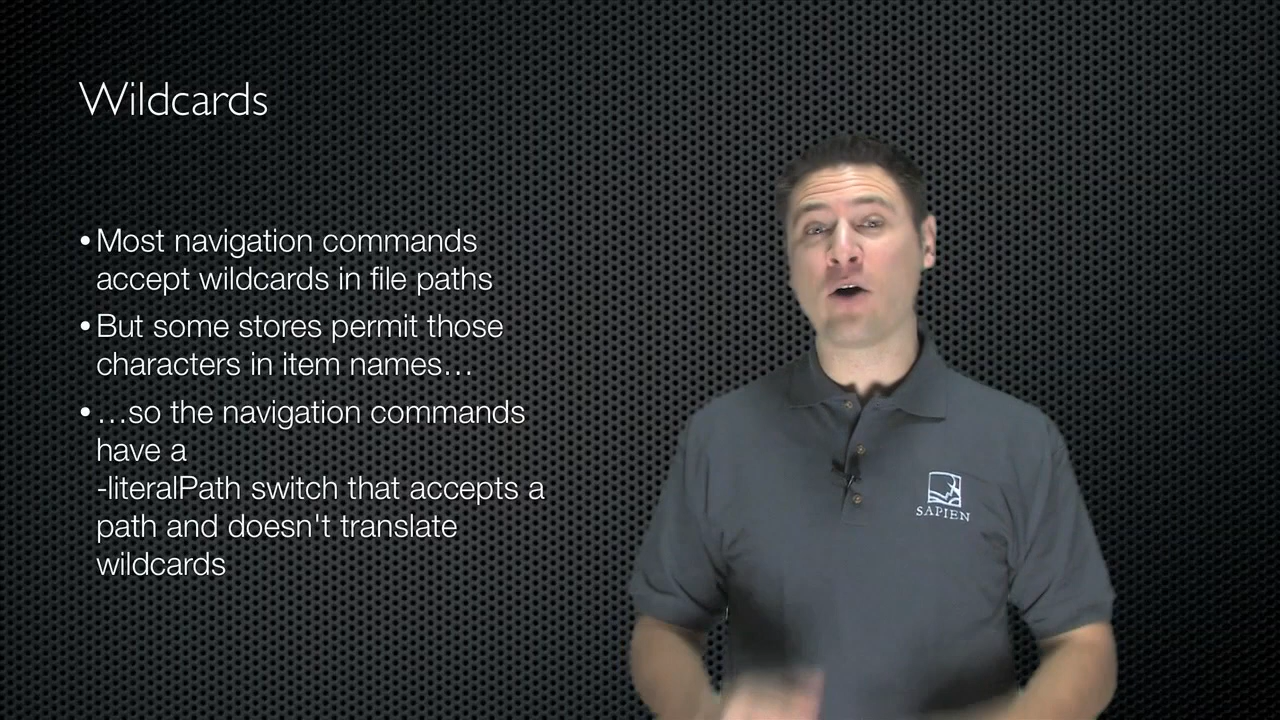 Wildcards
•Most navigation commands
accept wildcards in file paths
•But some stores permit those
characters in item names…
•…so the navigation commands
have a
-literalPath switch that accepts a
path and doesn't translate
wildcards
SAPIEN